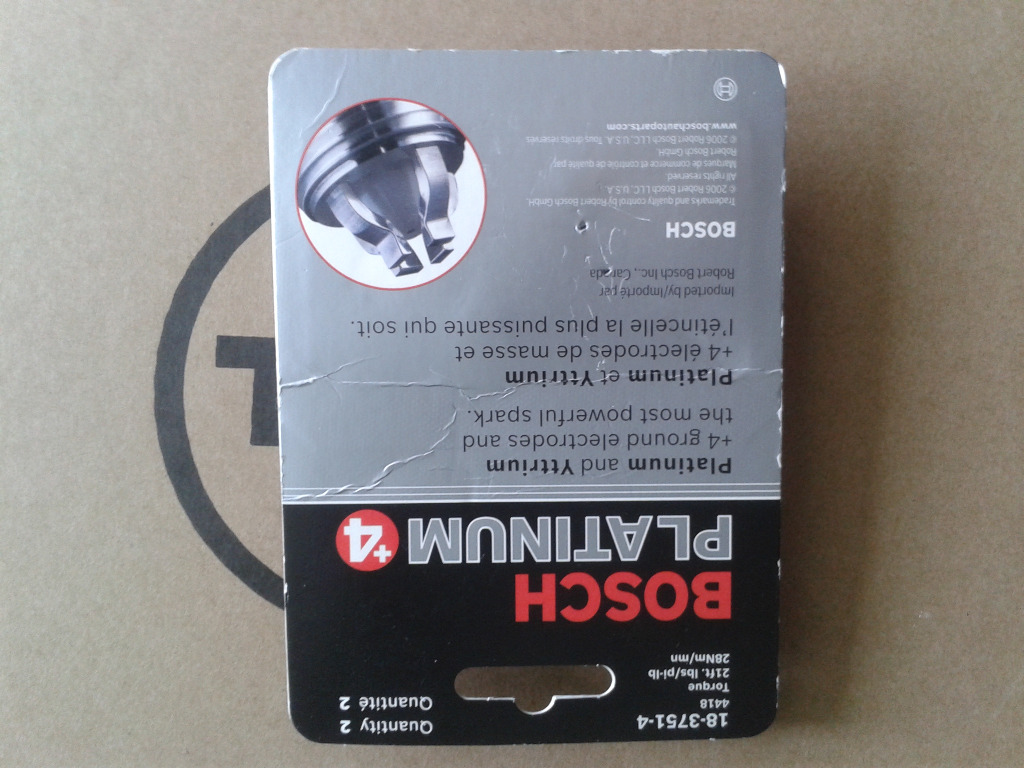 18-3751-4
4418
Torque
21ft. lbs/pi-lb
28Nm/mn
Quantity 2
Quantité 2
BOSCH
PLATINUM +4
Platinum and Yttrium
+4 ground electrodes and
the most powerful spark.
Platinum et Yttrium
+4 électrodes de masse et
l'étincelle la plus puissante qui soit.
Imported by/Importé par
Robert Bosch Inc., Canada
BOSCH
Trademarks and quality and control by Robert Bosch GmbH.
© 2006 Robert Bosch LLC U.S.A.
All rights reserved.
Marques de commerce et contrôle de qualité par
Robert Bosch GmbH.
© 2006 Robert Bosch LLC, U.S.A. Tous droits réservés
www.boschautoparts.com